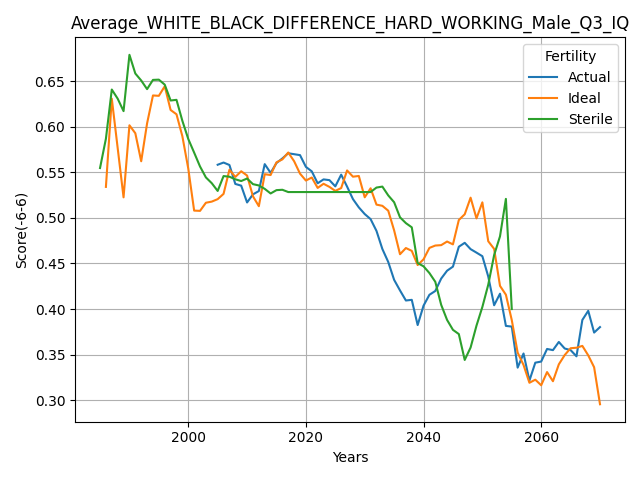 Average_WHITE_BLACK_DIFFERENCE_HARD_WORKING_Male_Q3_IQ
Fertility
Actual
Ideal
Sterile
Score(-6-6)
0.65
0.60
0.55
0.50
0.45
0.40
0.35
0.30
2000 2020 2040 2060
Years